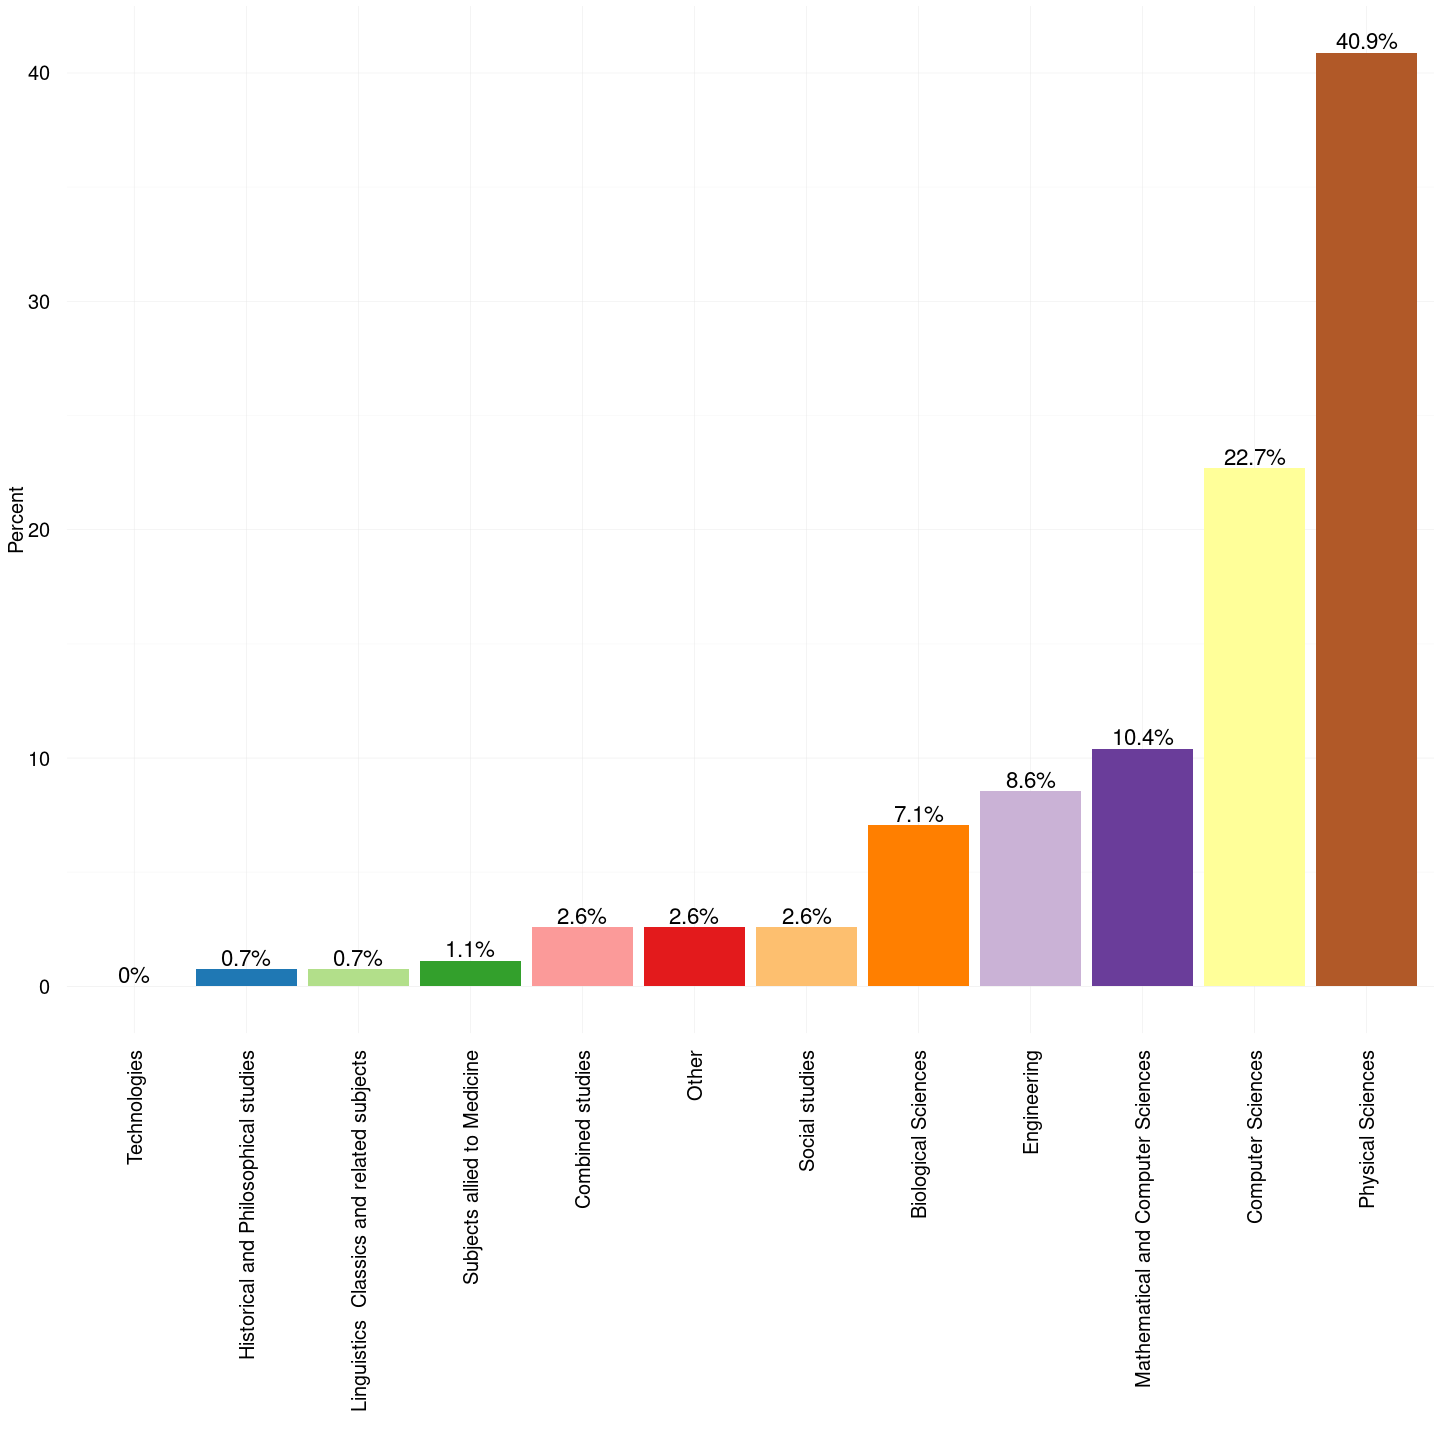 40.9%
40
30
22.7%
Percent
20
10.4%
10
8.6%
7.1%
2.6%
2.6%
2.6%
1.1%
0.7%
0.7%
0%
0
Technologies
Historical and Philosophical studies
Linguistics  Classics and related subjects
Subjects allied to Medicine
Combined studies
Other
Social studies
Biological Sciences
Engineering
Mathematical and Computer Sciences
Computer Sciences
Physical Sciences